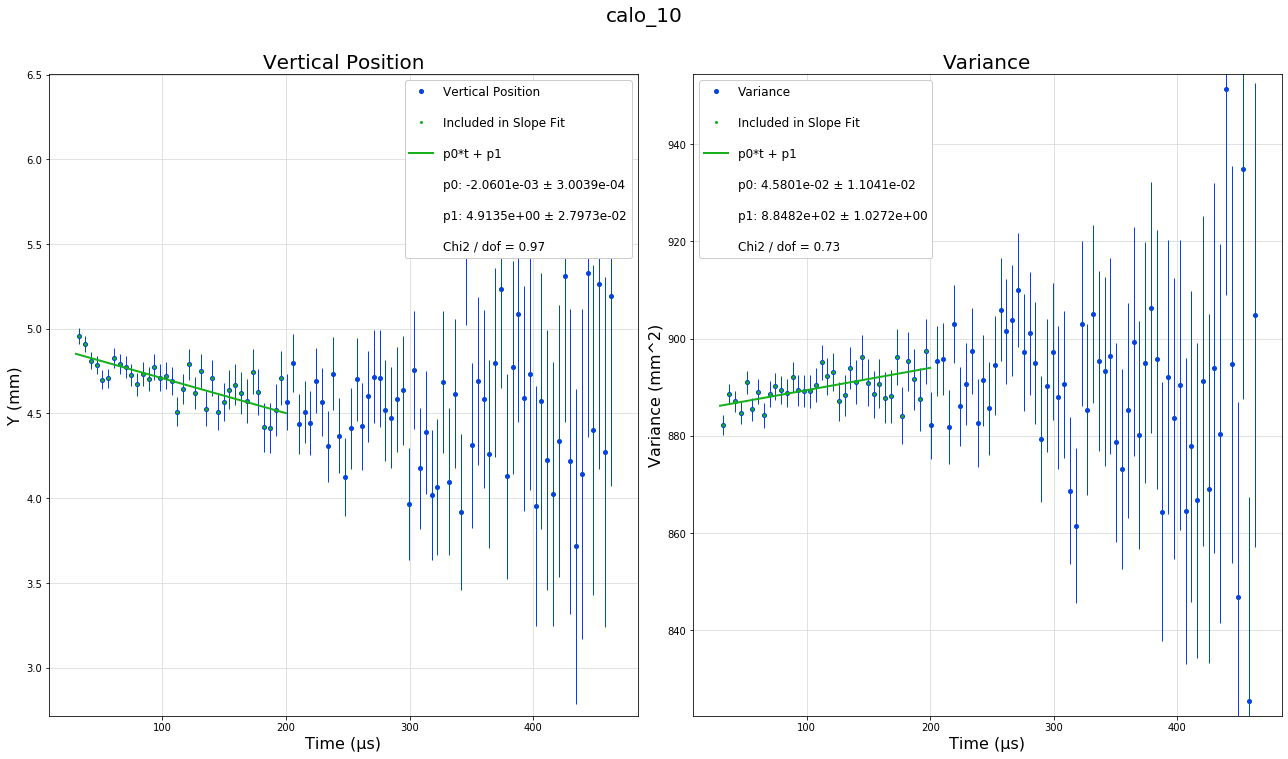 calo_10
Vertical Position
6.5
6.0
5.5
5.0
4.5
4.0
3.5
3.0
Y (mm)
100
200
300
400
Time (µs)
Vertical Position
Included in Slope Fit
p0*t + p1
p0: -2.0601e-03 ± 3.0039e-04
p1: 4.9135e+00 ± 2.7973e-02
Chi2 / dof = 0.97
Variance
940
920
900
880
860
840
Variance (mm^2)
100
200
300
400
Time (µs)
Variance
Included in Slope Fit
p0*t + p1
p0: 4.5801e-02 ± 1.1041e-02
p1: 8.8482e+02 ± 1.0272e+00
Chi2 / dof = 0.73